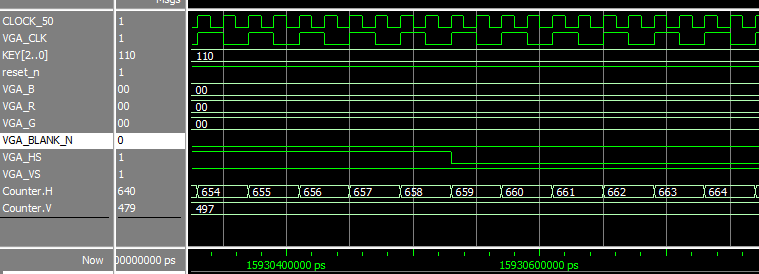 Msgs
CLOCK_50 1
VGA_CLK 1
KEY[2..0] 110 110
reset_n 1
VGA_B 00 00
VGA_R 00 00
VGA_G 00 00
VGA_BLANK_N 0
VGA_HS 1
VGA_VS 1
Counter.H 640 654 655 656 657 658 659 660 661 662 663 664
Counter.V 479 497
Now 00000000 ps 15930400000 ps 15930600000 ps